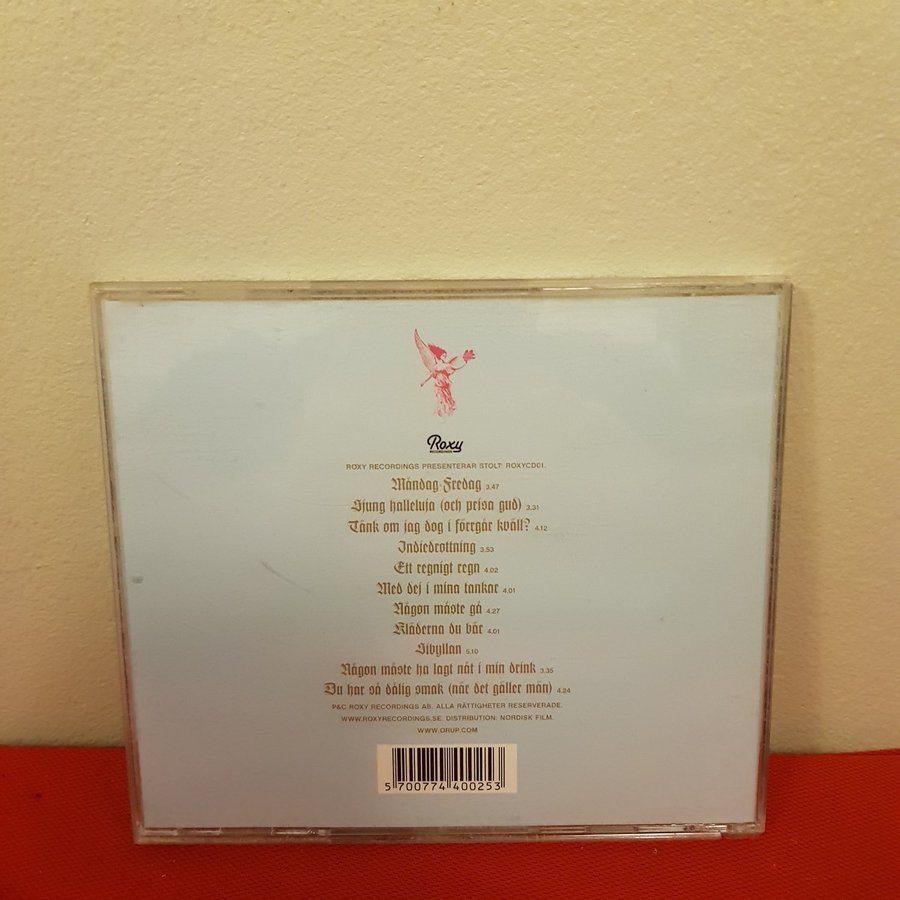 Roxy
ROXY RECORDINGS PRESENTERAR STOLT: ROXYCD01.
Måndag-Fredag 3.47
Sjung halleluja (och prisa gud) 3.31
Tänk om jag dog i förrgår kväll? 4.12
Indiedrottning 3.53
Ett regnigt regn 4.02
Med dej i mina tankar 4.01
Någon måste gå 4.27
Kläderna du bär 4.01
Sibyllan 5.10
Någon måste ha lagt nåt i min drink 3.35
Du har så dålig smak (när det gäller män) 4.24
P&C ROXY RECORDINGS AB. ALLA RÄTTIGHETER RESERVERADE.
WWW.ROXYRECORDINGS.SE. DISTRIBUTION: NORDISK FILM.
WWW.ORUP.COM
5 700774 400253